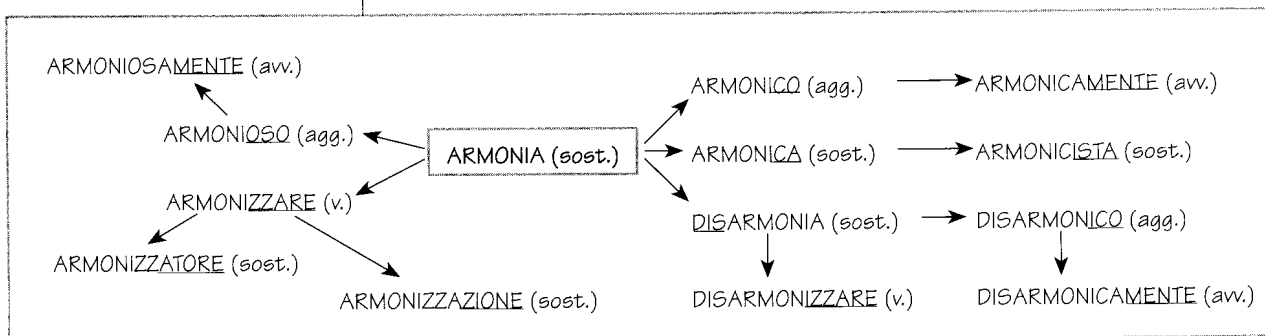 ARMONIOSAMENTE (avv.)
ARMONIOSO (agg.)
ARMONIZZARE (v.)
ARMONIZZATORE (sost.)
ARMONIZZAZIONE (sost.)
ARMONIA (sost.)
ARMONICO (agg.)
ARMONICAMENTE (avv.)
ARMONICA (sost.)
ARMONICISTA (sost.)
DISARMONIA (sost.)
DISARMONICO (agg.)
DISARMONIZZARE (v.)
DISARMONICAMENTE (avv.)